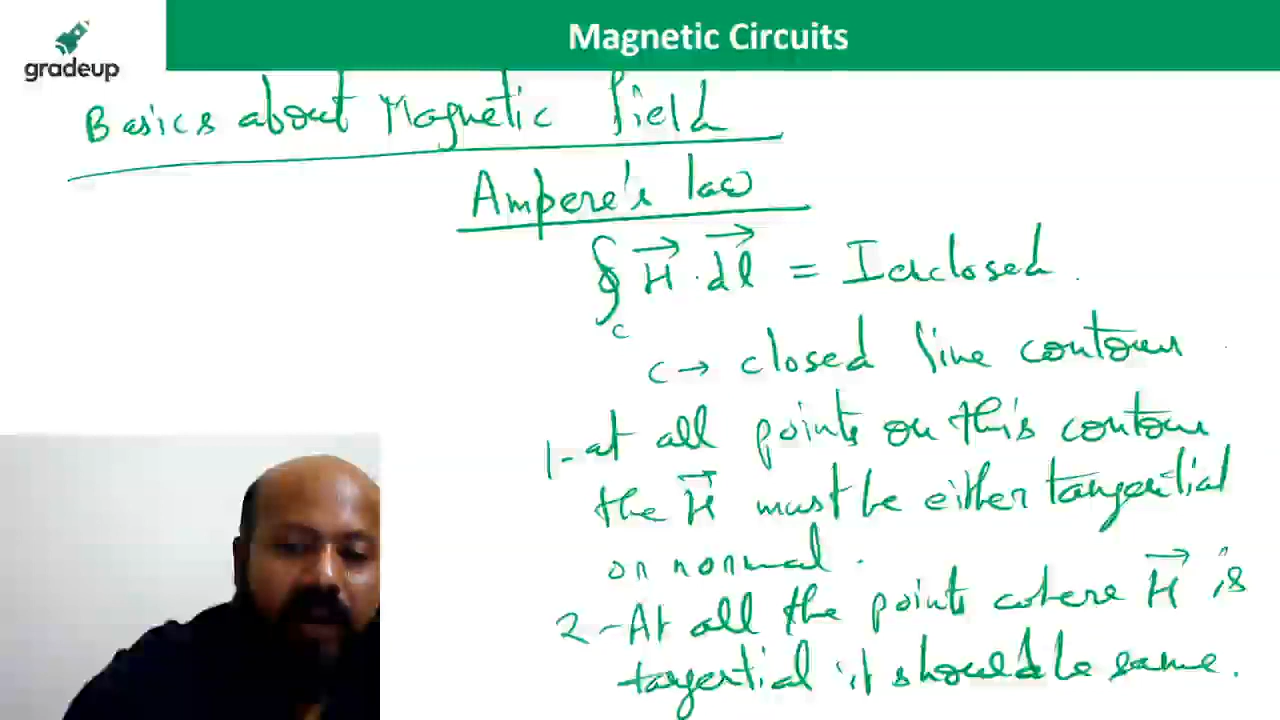 Magnetic Circuits
gradeup
Basics about Magnetic field
Ampere's law
∮c H⃗ · dl⃗ = Ienclosed.
c → closed line contour
1- at all points on this contour
the H⃗ must be either tangential
or normal.
2- At all the points where H⃗ is
tangential it should be same.